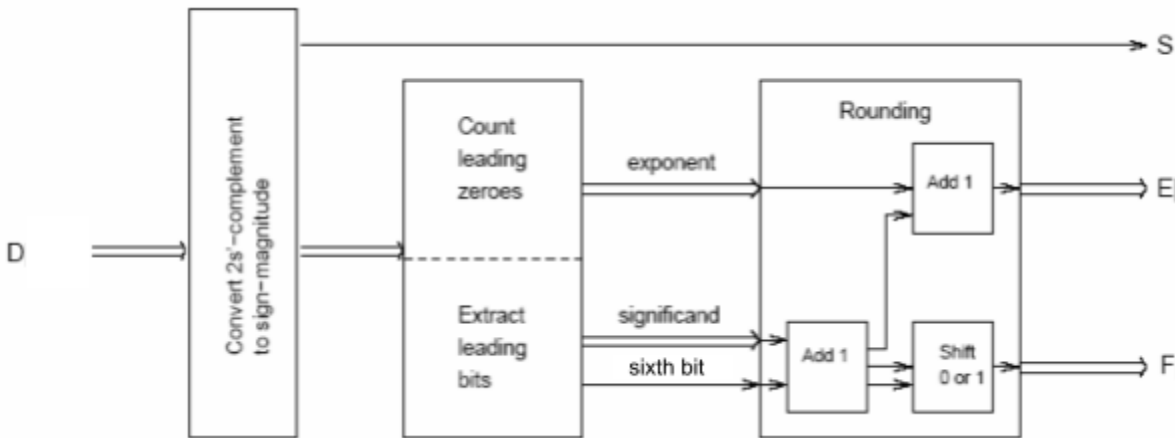 D
Convert 2s'-complement
to sign-magnitude
Count
leading
zeroes
Extract
leading
bits
exponent
significand
sixth bit
Rounding
Add 1
Add 1
Shift
0 or 1
S
E
F